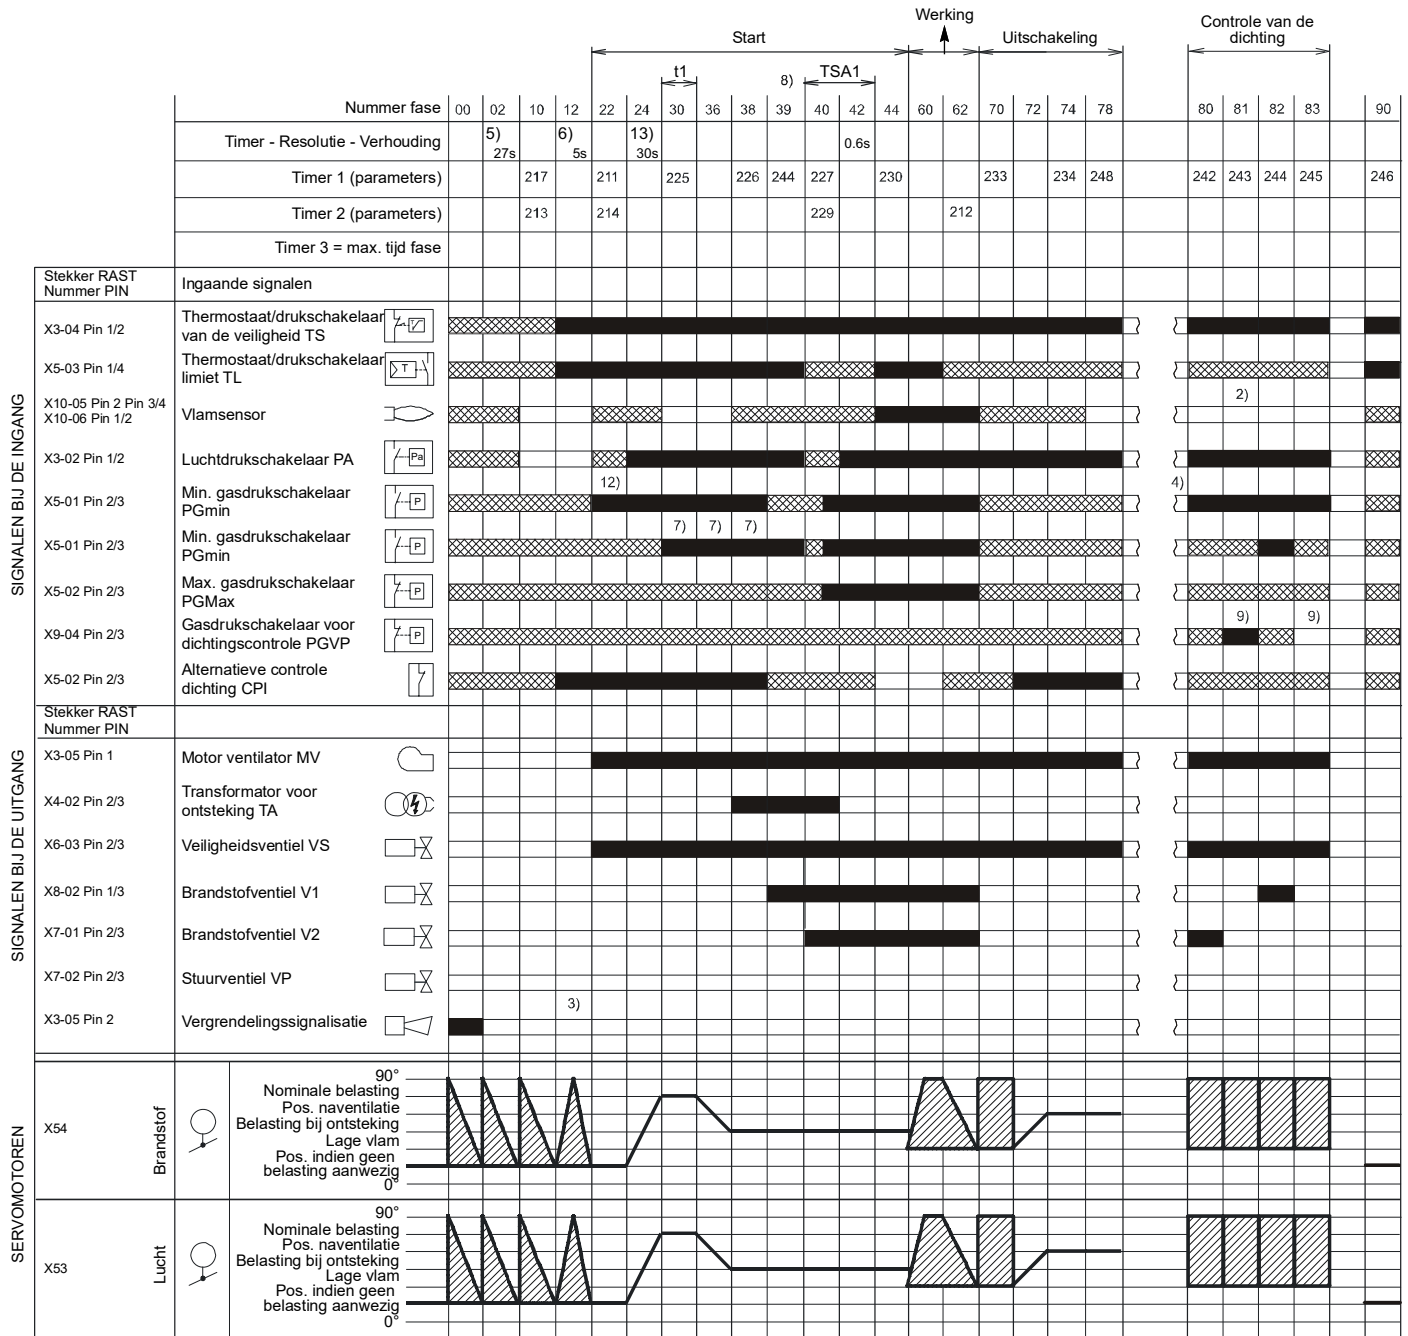 Werking
Controle van de
dichting
Start
Uitschakeling
t1
8)
TSA1
Nummer fase 00 02 10 12 22 24 30 36 38 39 40 42 44 60 62 70 72 74 78 80 81 82 83 90
Timer - Resolutie - Verhouding 5) 27s 6) 5s 13) 30s 0.6s
Timer 1 (parameters) 217 211 225 226 244 227 230 233 234 248 242 243 244 245 246
Timer 2 (parameters) 213 214 229 212
Timer 3 = max. tijd fase
SIGNALEN BIJ DE INGANG
Stekker RAST
Nummer PIN
Ingaande signalen
X3-04 Pin 1/2
Thermostaat/drukschakelaar
van de veiligheid TS
X5-03 Pin 1/4
Thermostaat/drukschakelaar
limiet TL
T
2)
X10-05 Pin 2 Pin 3/4
X10-06 Pin 1/2
Vlamsensor
X3-02 Pin 1/2
Luchtdrukschakelaar PA
Pa
12)
4)
X5-01 Pin 2/3
Min. gasdrukschakelaar
PGmin
P
7) 7) 7)
X5-01 Pin 2/3
Min. gasdrukschakelaar
PGmin
P
X5-02 Pin 2/3
Max. gasdrukschakelaar
PGMax
P
9) 9)
X9-04 Pin 2/3
Gasdrukschakelaar voor
dichtingscontrole PGVP
P
X5-02 Pin 2/3
Alternatieve controle
dichting CPI
SIGNALEN BIJ DE UITGANG
Stekker RAST
Nummer PIN
X3-05 Pin 1
Motor ventilator MV
X4-02 Pin 2/3
Transformator voor
ontsteking TA
X6-03 Pin 2/3
Veiligheidsventiel VS
X8-02 Pin 1/3
Brandstofventiel V1
X7-01 Pin 2/3
Brandstofventiel V2
X7-02 Pin 2/3
Stuurventiel VP
3)
X3-05 Pin 2
Vergrendelingssignalisatie
SERVOMOTOREN
X54
Brandstof
90°
Nominale belasting
Pos. naventilatie
Belasting bij ontsteking
Lage vlam
Pos. indien geen
belasting aanwezig
0°
X53
Lucht
90°
Nominale belasting
Pos. naventilatie
Belasting bij ontsteking
Lage vlam
Pos. indien geen
belasting aanwezig
0°